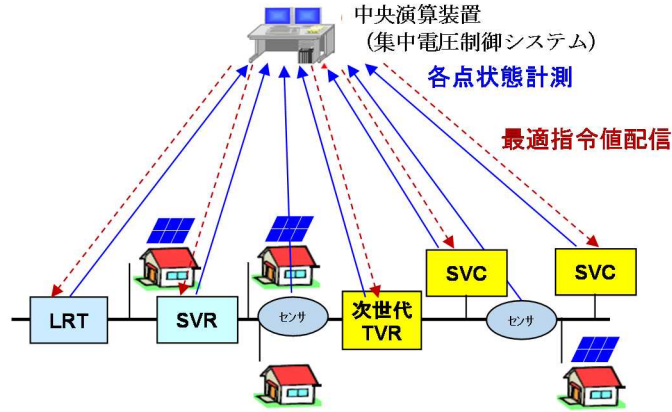 中央演算装置
(集中電圧制御システム)
各点状態計測
最適指令値配信
SVC
SVC
LRT
SVR
センサ
次世代
TVR
センサ